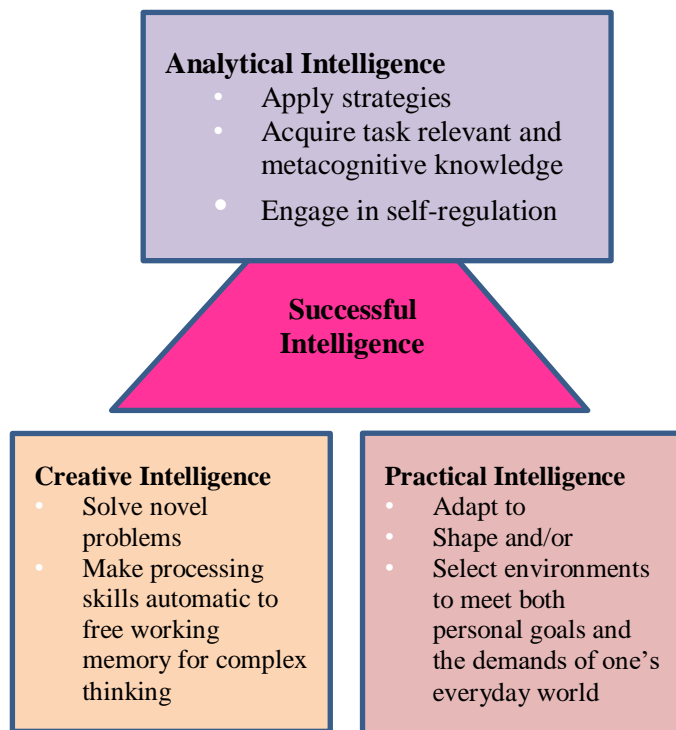 Analytical Intelligence
• Apply strategies
• Acquire task relevant and
metacognitive knowledge
• Engage in self-regulation
Successful
Intelligence
Creative Intelligence
• Solve novel
problems
• Make processing
skills automatic to
free working
memory for complex
thinking
Practical Intelligence
• Adapt to
• Shape and/or
• Select environments
to meet both
personal goals and
the demands of one’s
everyday world